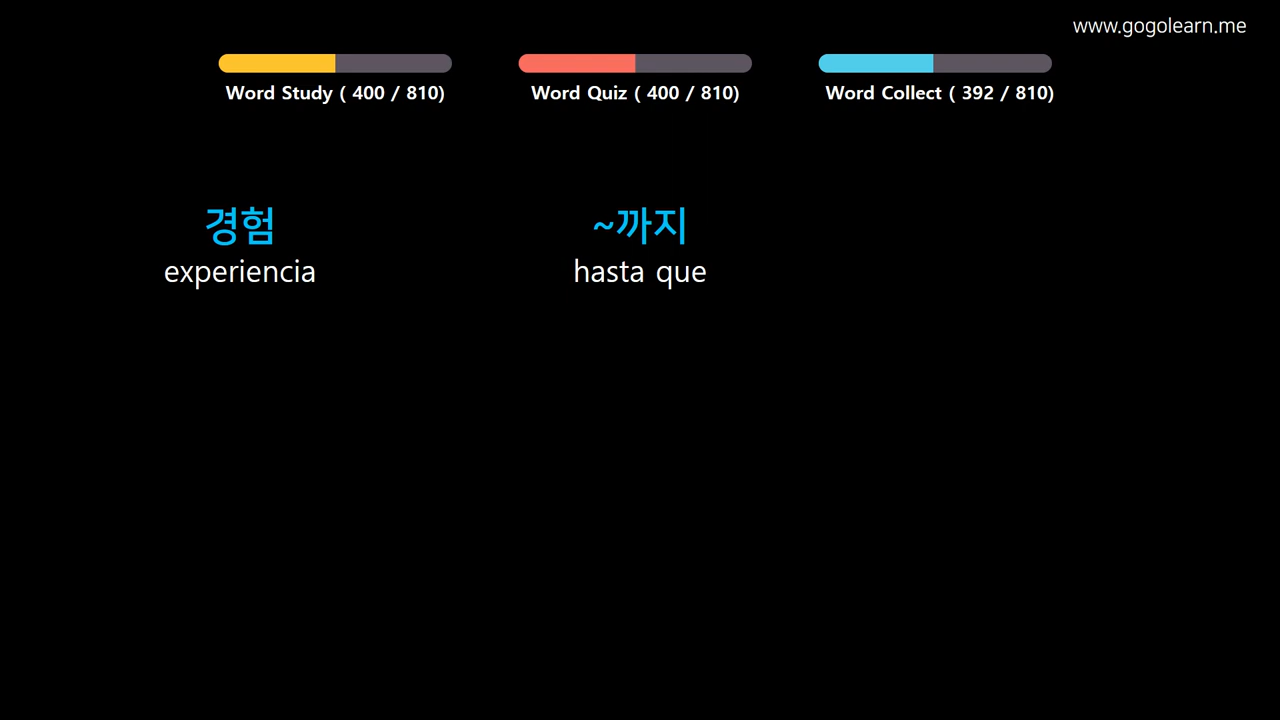 www.gogolearn.me
Word Study ( 400 / 810)
Word Quiz ( 400 / 810)
Word Collect ( 392 / 810)
경험
experiencia
~까지
hasta que